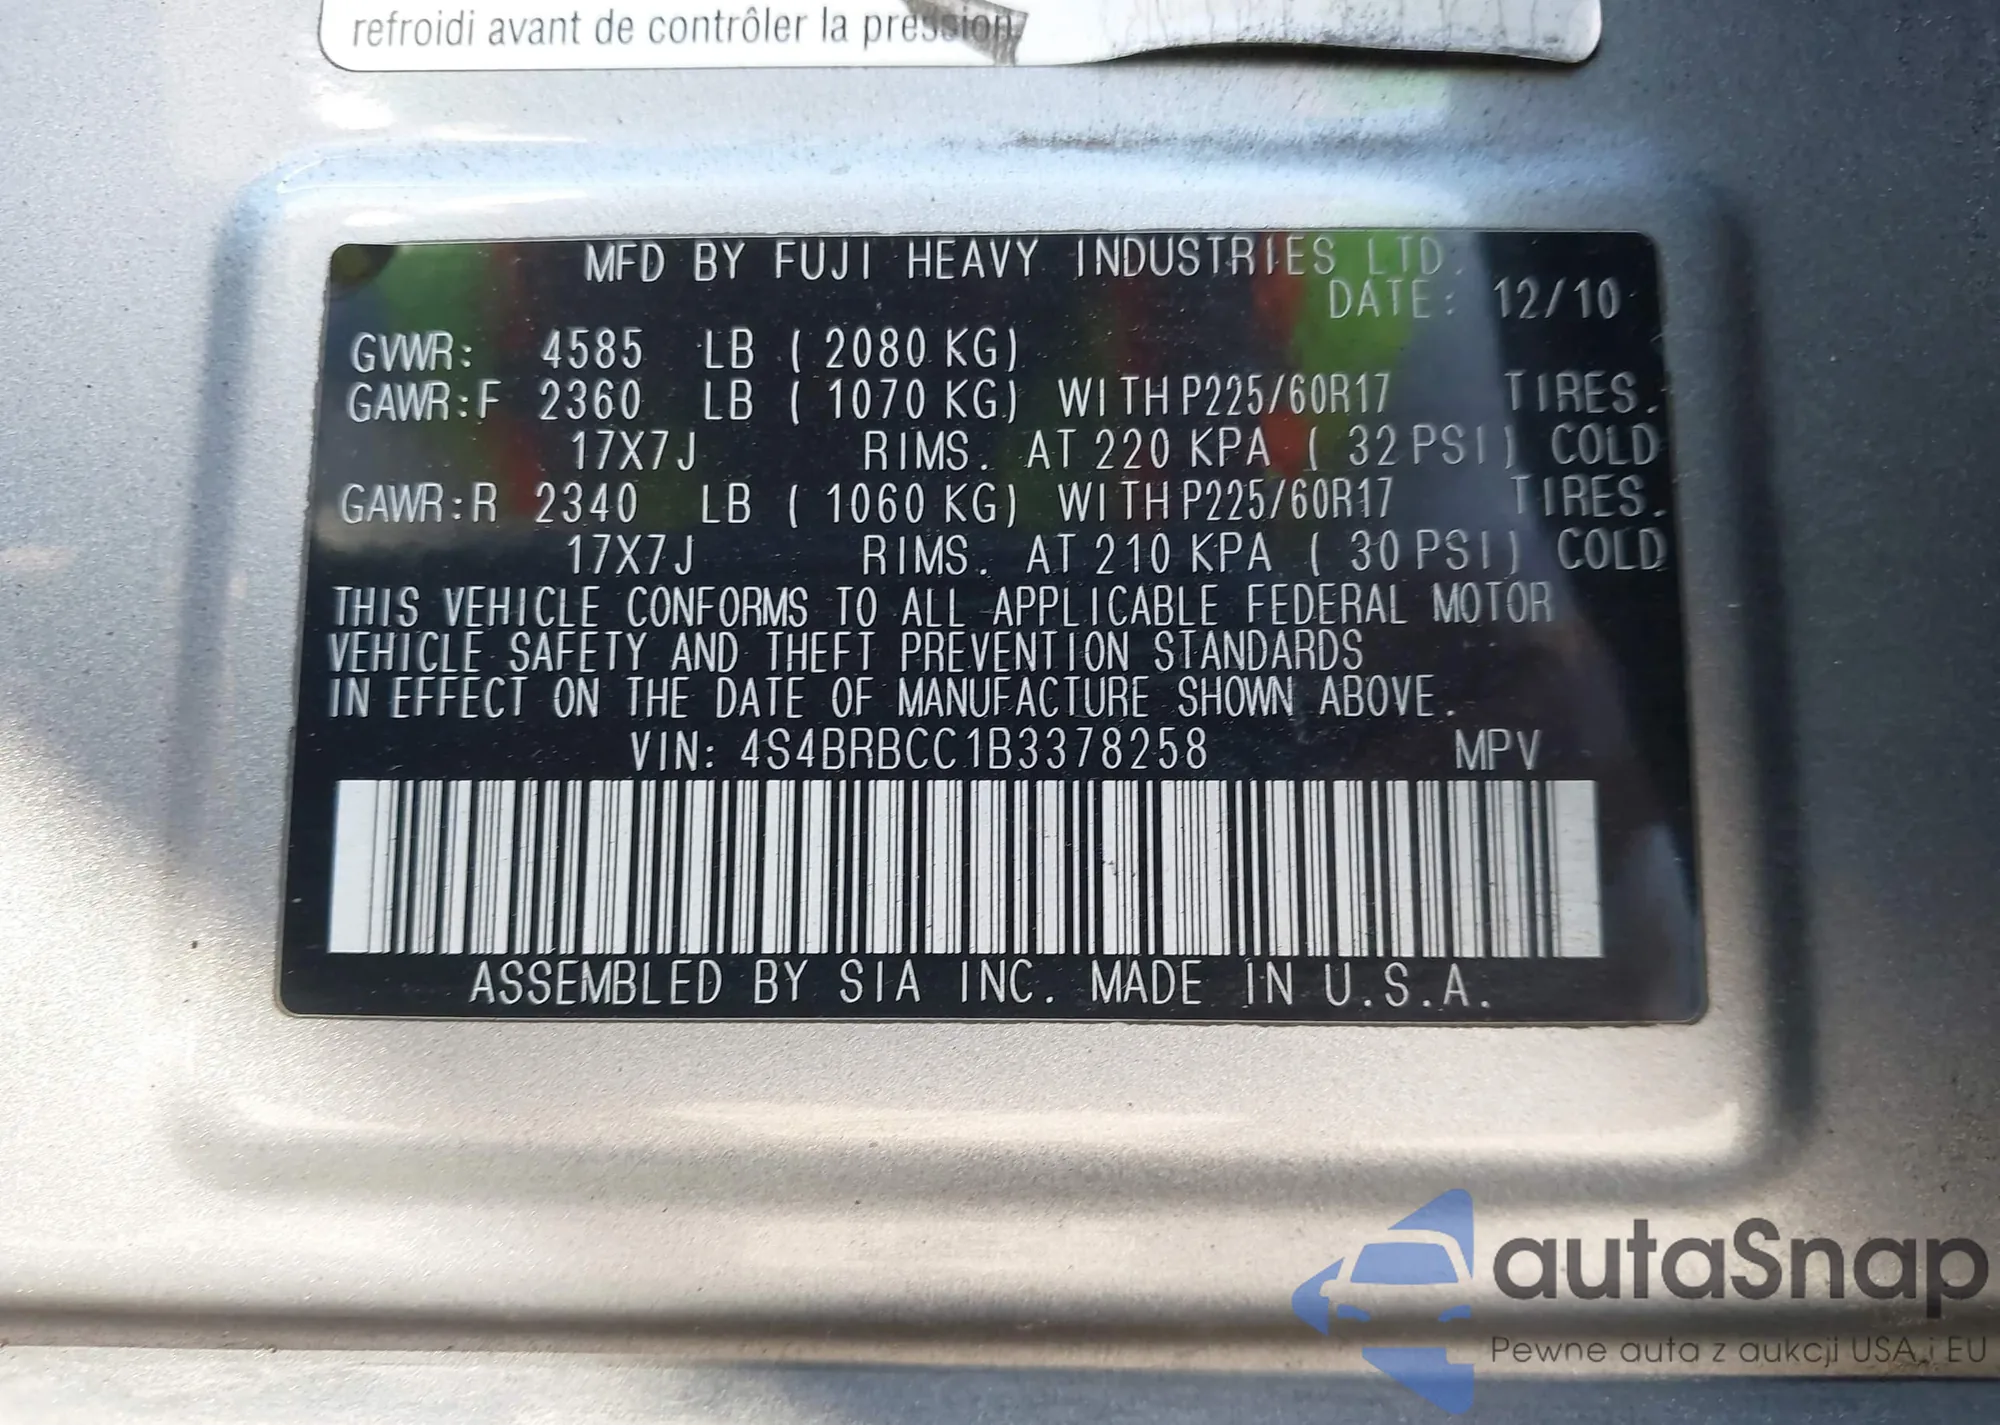 refroidi avant de contrôler la pression.
MFD BY FUJI HEAVY INDUSTRIES LTD.
DATE: 12/10
GVWR: 4585 LB ( 2080 KG)
GAWR:F 2360 LB ( 1070 KG) WITH P225/60R17 TIRES.
17X7J RIMS. AT 220 KPA ( 32 PSI) COLD
GAWR:R 2340 LB ( 1060 KG) WITH P225/60R17 TIRES.
17X7J RIMS. AT 210 KPA ( 30 PSI) COLD
THIS VEHICLE CONFORMS TO ALL APPLICABLE FEDERAL MOTOR
VEHICLE SAFETY AND THEFT PREVENTION STANDARDS
IN EFFECT ON THE DATE OF MANUFACTURE SHOWN ABOVE.
VIN: 4S4BRBCC1B3378258 MPV
ASSEMBLED BY SIA INC. MADE IN U.S.A.
autaSnap
Pewne auta z aukcji USA i EU